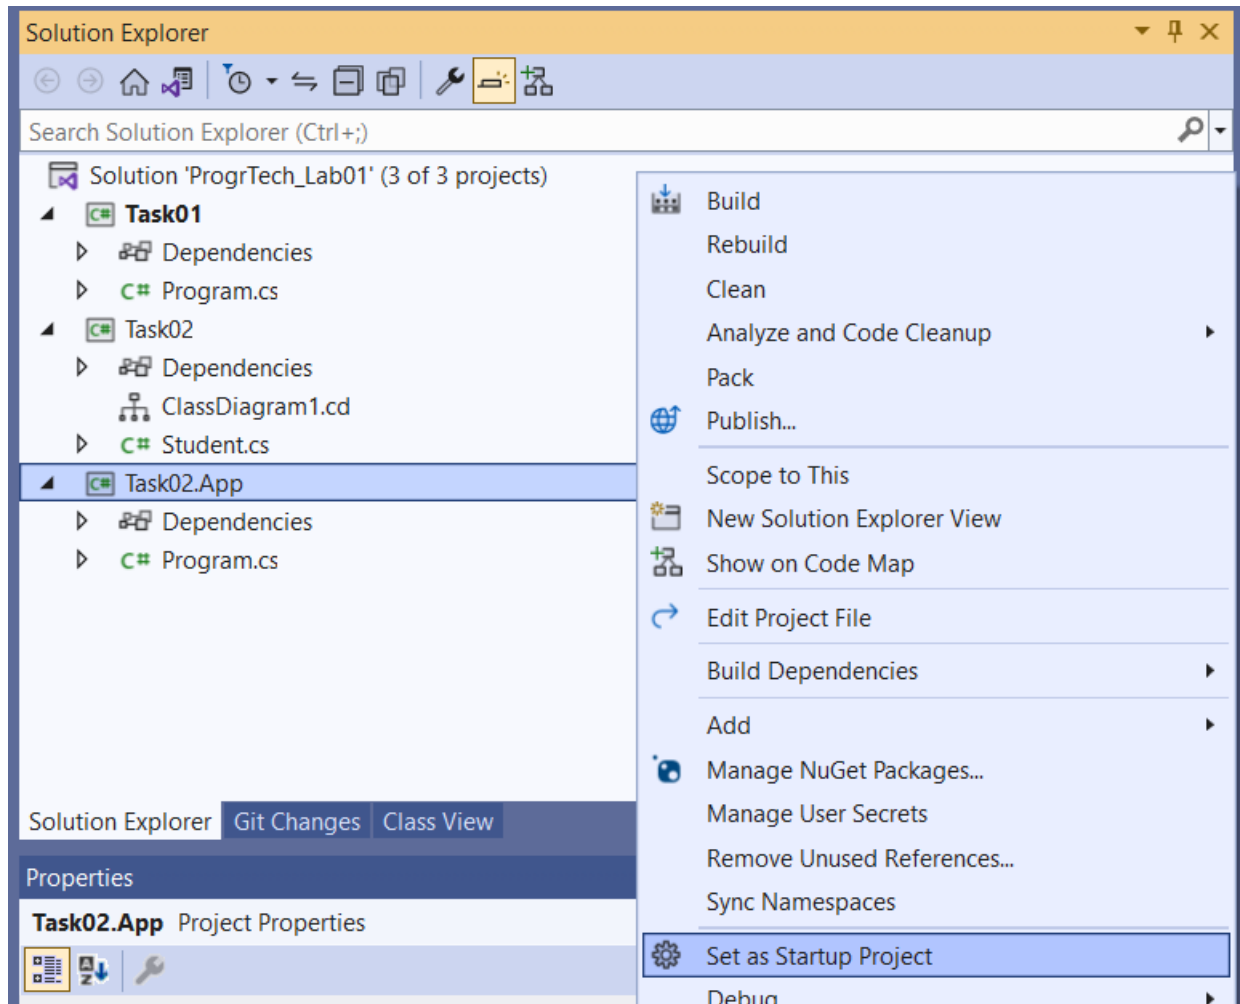 Solution Explorer
Search Solution Explorer (Ctrl+;)
Solution 'ProgrTech_Lab01' (3 of 3 projects)
C# Task01
Dependencies
C# Program.cs
C# Task02
Dependencies
ClassDiagram1.cd
C# Student.cs
C# Task02.App
Dependencies
C# Program.cs
Solution Explorer Git Changes Class View
Properties
Task02.App Project Properties
A
Z
Build
Rebuild
Clean
Analyze and Code Cleanup
Pack
Publish...
Scope to This
New Solution Explorer View
Show on Code Map
Edit Project File
Build Dependencies
Add
Manage NuGet Packages...
Manage User Secrets
Remove Unused References...
Sync Namespaces
Set as Startup Project
Debug